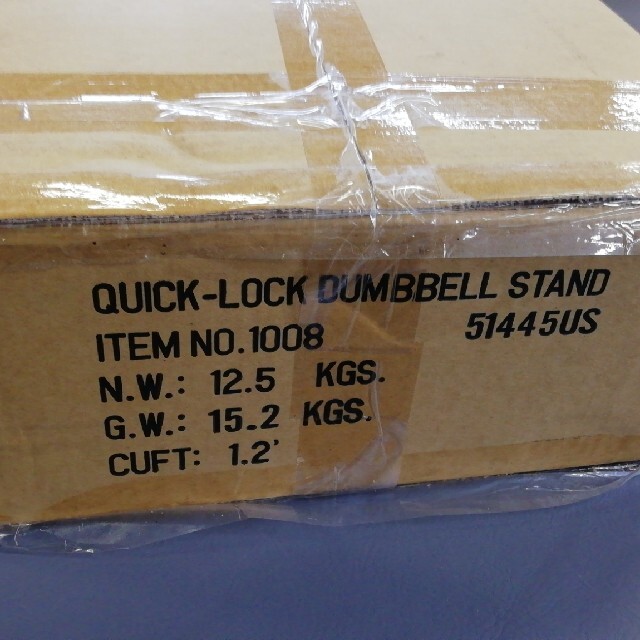 QUICK-LOCK DUMBBELL STAND
ITEM NO.1008 51445US
N.W.: 12.5 KGS.
G.W.: 15.2 KGS.
CUFT: 1.2'